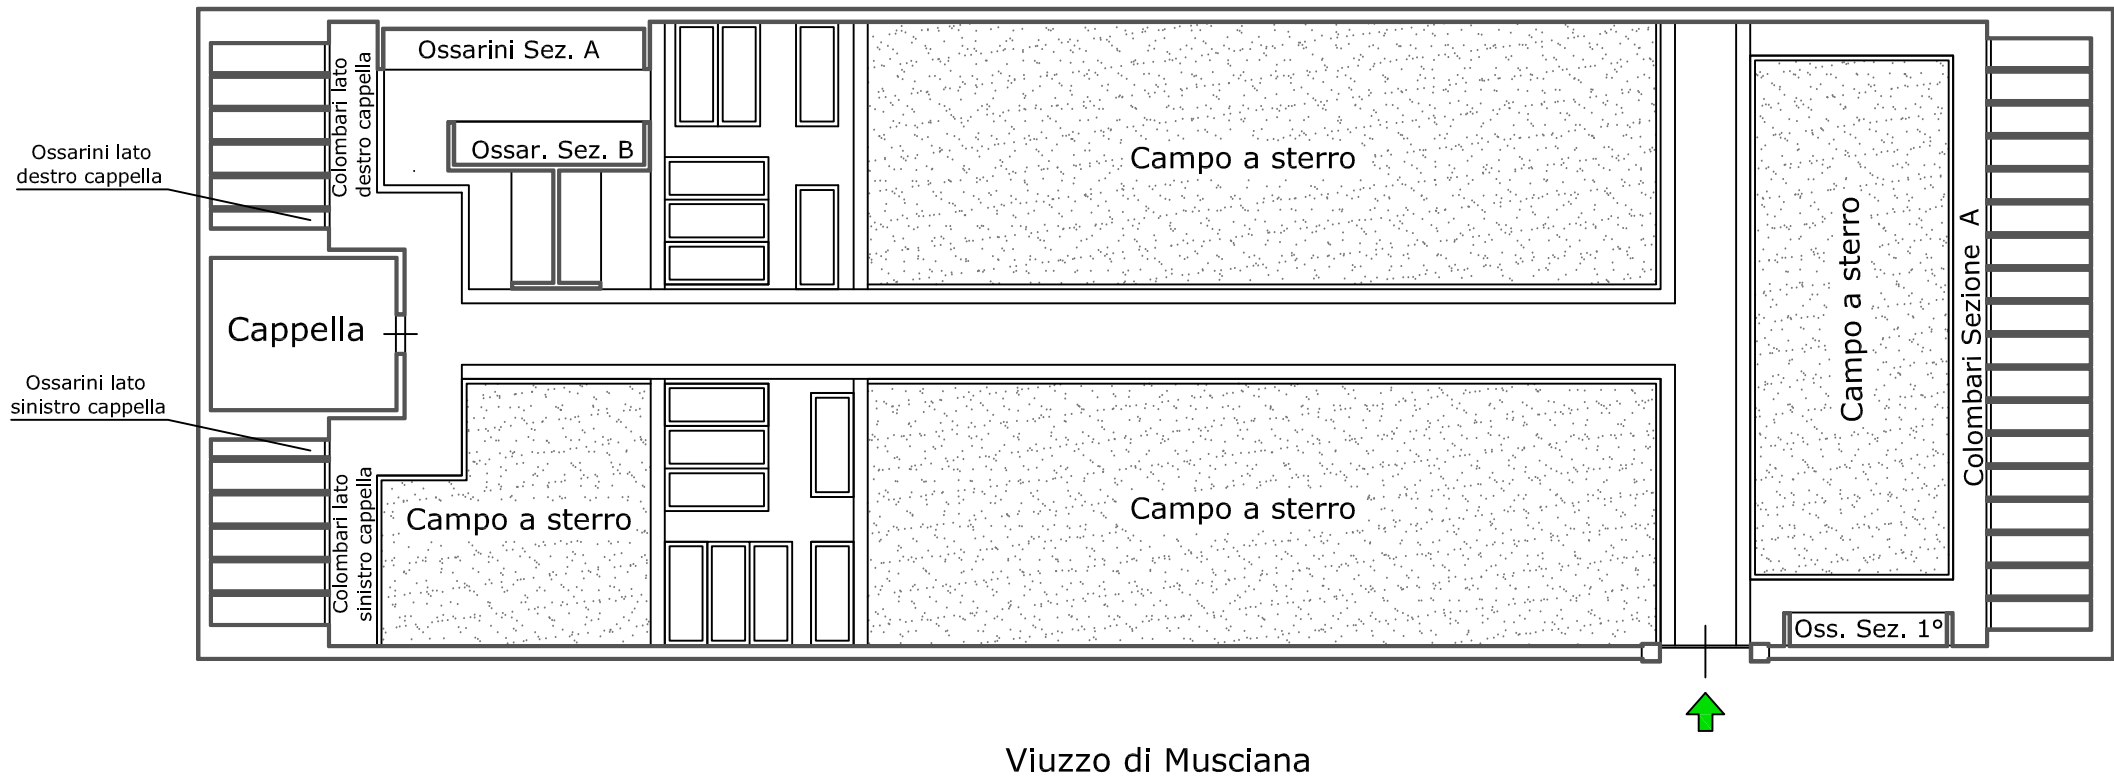 Ossarini Sez. A
Colombari lato
destro cappella
Ossar. Sez. B
Ossarini lato
destro cappella
Campo a sterro
Campo a sterro
Colombari Sezione A
Cappella
Ossarini lato
sinistro cappella
Colombari lato
sinistro cappella
Campo a sterro
Campo a sterro
Oss. Sez. 1°
Viuzzo di Musciana